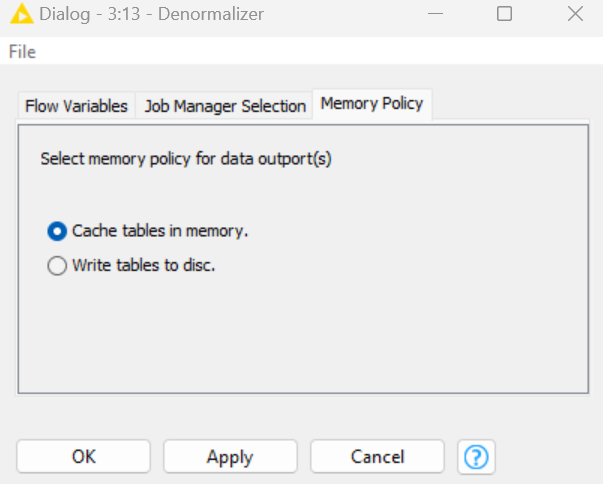 Dialog - 3:13 - Denormalizer
File
Flow Variables Job Manager Selection Memory Policy
Select memory policy for data outport(s)
Cache tables in memory.
Write tables to disc.
OK Apply Cancel ?